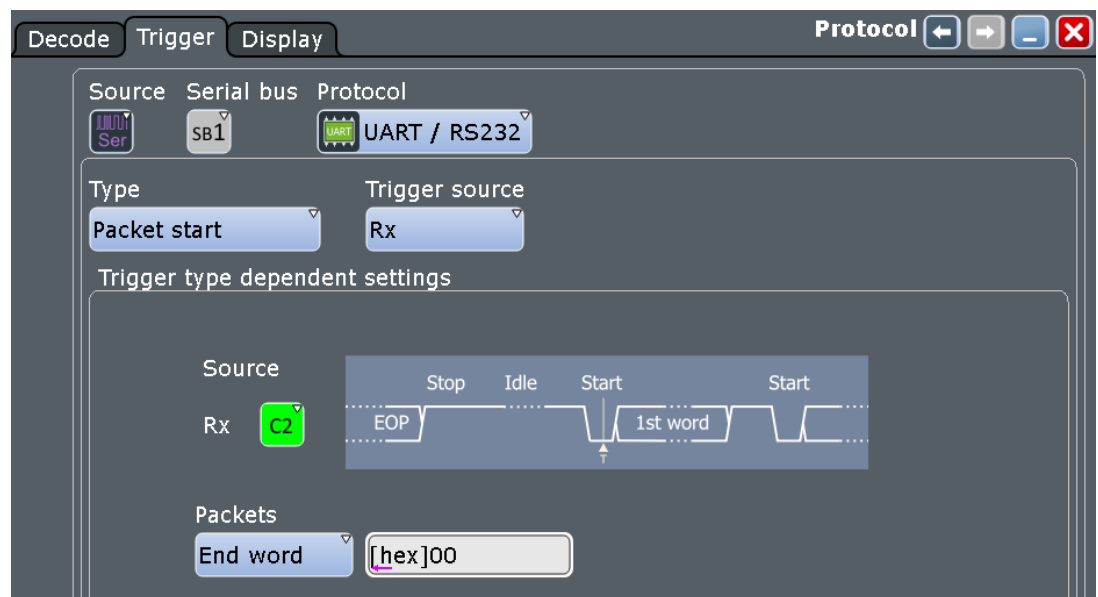 Decode Trigger Display Protocol
Source Serial bus Protocol
Ser SB1 UART UART / RS232
Type Trigger source
Packet start Rx
Trigger type dependent settings
Source
Stop Idle Start Start
Rx C2 EOP 1st word
T
Packets
End word [hex]00